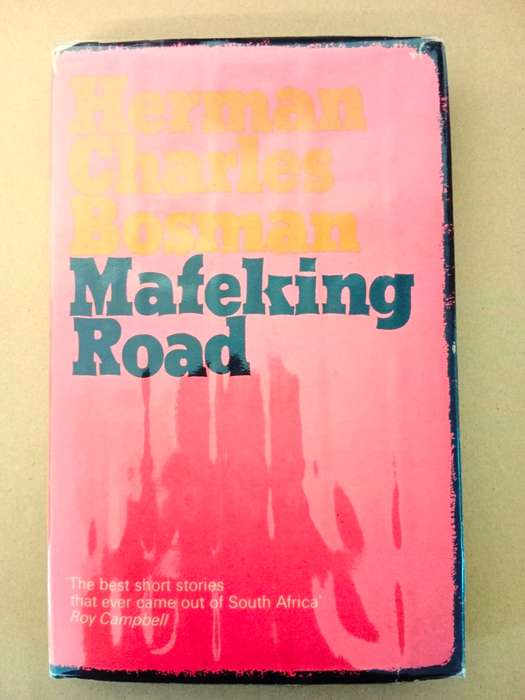 Herman
Charles
Bosman
Mafeking
Road
'The best short stories
that ever came out of South Africa'
Roy Campbell